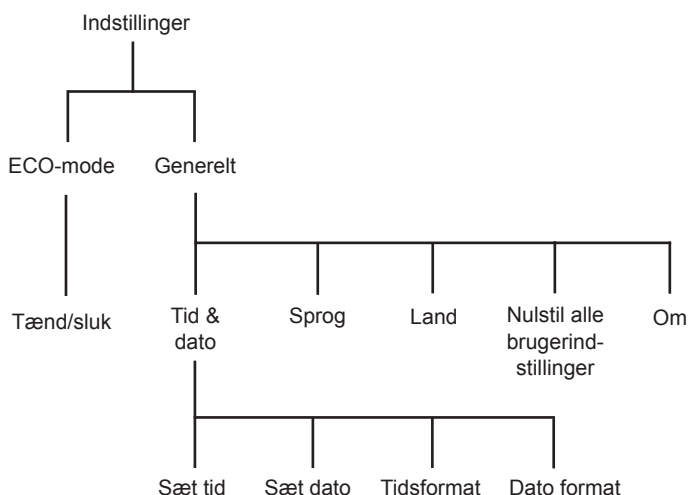 Indstillinger
ECO-mode Generelt
Tænd/sluk
Tid &
dato
Sprog
Land
Nulstil alle
brugerind-
stillinger
Om
Sæt tid Sæt dato Tidsformat Dato format